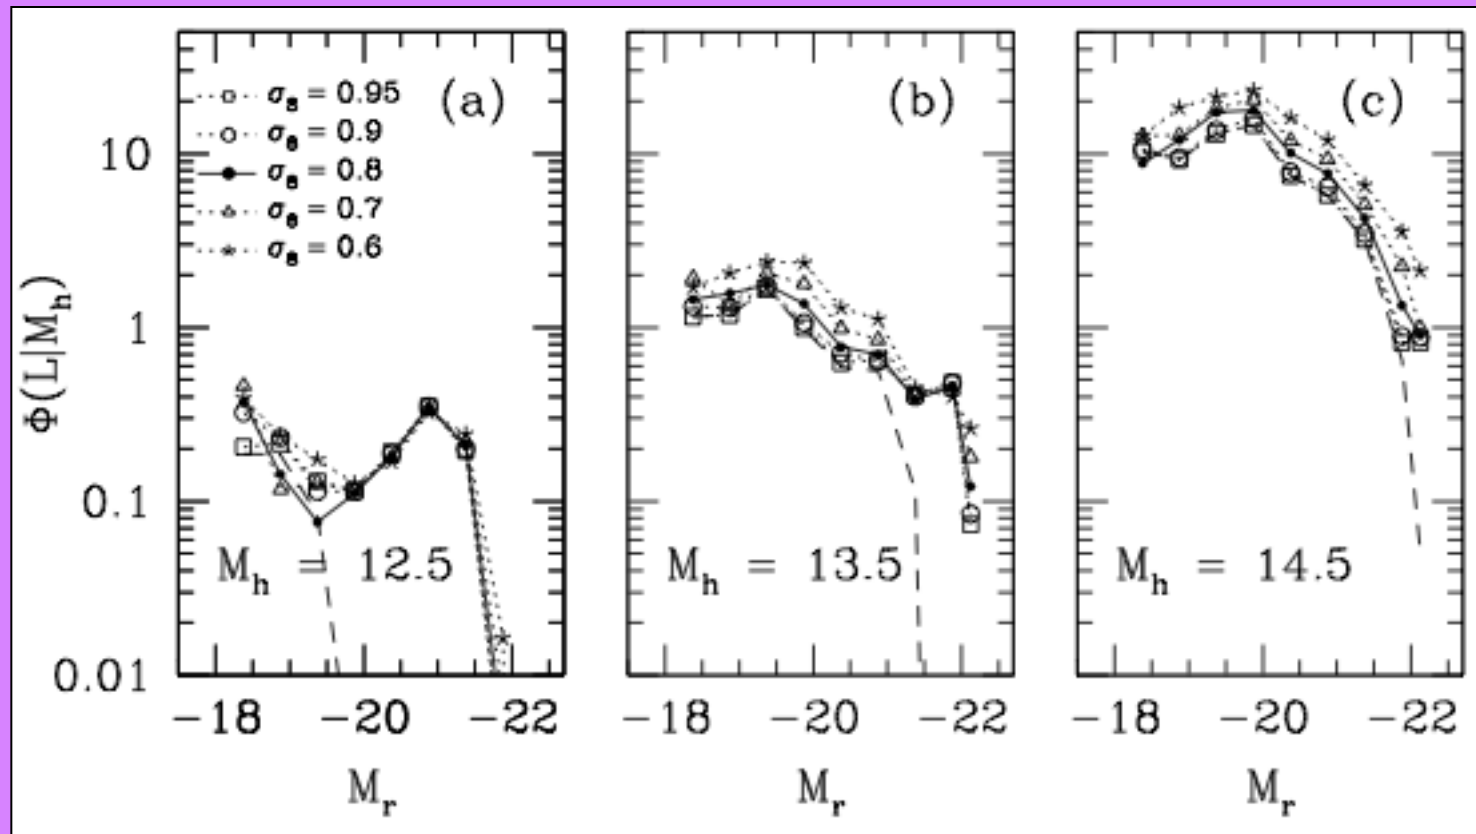 σ8 = 0.95
σ8 = 0.9
σ8 = 0.8
σ8 = 0.7
σ8 = 0.6
(a)
(b)
(c)
Φ(L|Mh)
10
1
0.1
0.01
Mh = 12.5
Mh = 13.5
Mh = 14.5
-18 -20 -22
-18 -20 -22
-18 -20 -22
Mr
Mr
Mr